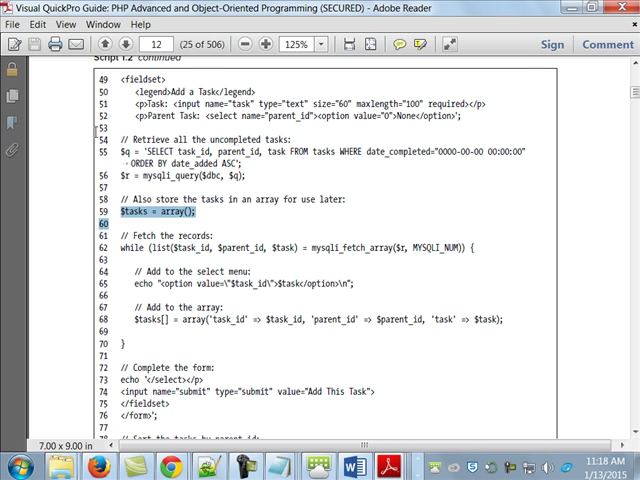 Visual QuickPro Guide: PHP Advanced and Object-Oriented Programming (SECURED) - Adobe Reader
File Edit View Window Help
12 (25 of 506) 125% Sign Comment
Script 1.2 continued
49 <fieldset>
50 <legend>Add a Task</legend>
51 <p>Task: <input name="task" type="text" size="60" maxlength="100" required></p>
52 <p>Parent Task: <select name="parent_id"><option value="0">None</option>';
53
54 // Retrieve all the uncompleted tasks:
55 $q = 'SELECT task_id, parent_id, task FROM tasks WHERE date_completed="0000-00-00 00:00:00"
→ ORDER BY date_added ASC';
56 $r = mysqli_query($dbc, $q);
57
58 // Also store the tasks in an array for use later:
59 $tasks = array();
60
61 // Fetch the records:
62 while (list($task_id, $parent_id, $task) = mysqli_fetch_array($r, MYSQLI_NUM)) {
63
64 // Add to the select menu:
65 echo "<option value=\"$task_id\">$task</option>\n";
66
67 // Add to the array:
68 $tasks[] = array('task_id' => $task_id, 'parent_id' => $parent_id, 'task' => $task);
69
70 }
71
72 // Complete the form:
73 echo '</select></p>
74 <input name="submit" type="submit" value="Add This Task">
75 </fieldset>
76 </form>';
77
78 // Sort the tasks by parent_id:
7.00 x 9.00 in
11:18 AM
1/13/2015